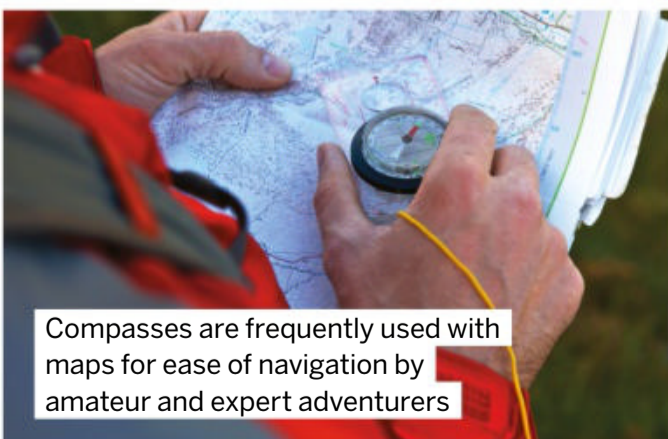 Compasses are frequently used with
maps for ease of navigation by
amateur and expert adventurers